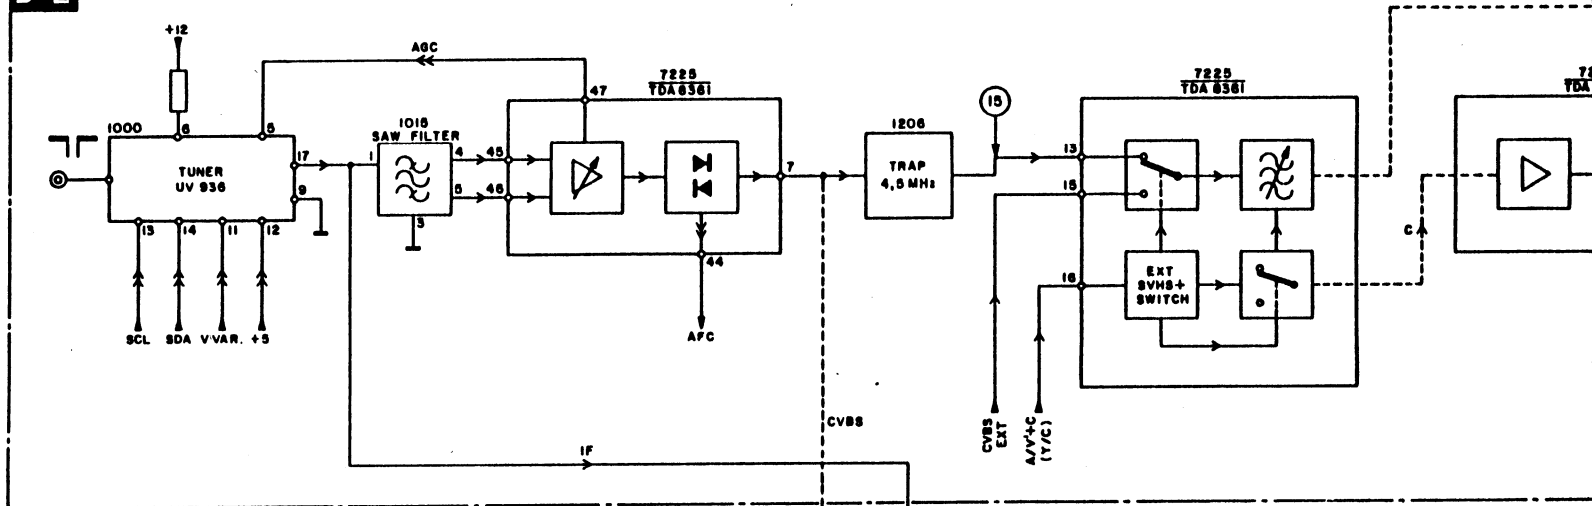 +12
AGC
1000
6
5
TUNER
UV 936
17
9
13
14
11
12
SCL
SDA
V.VAR.
+5
1015
SAW FILTER
1
4
5
3
45
46
47
7225
TDA 8361
7
44
AFC
IF
CVBS
1206
TRAP
4,5 MHz
15
7225
TDA 8361
13
15
16
EXT
SVHS+
SWITCH
CVBS
EXT
A/V+C
(Y/C)
C